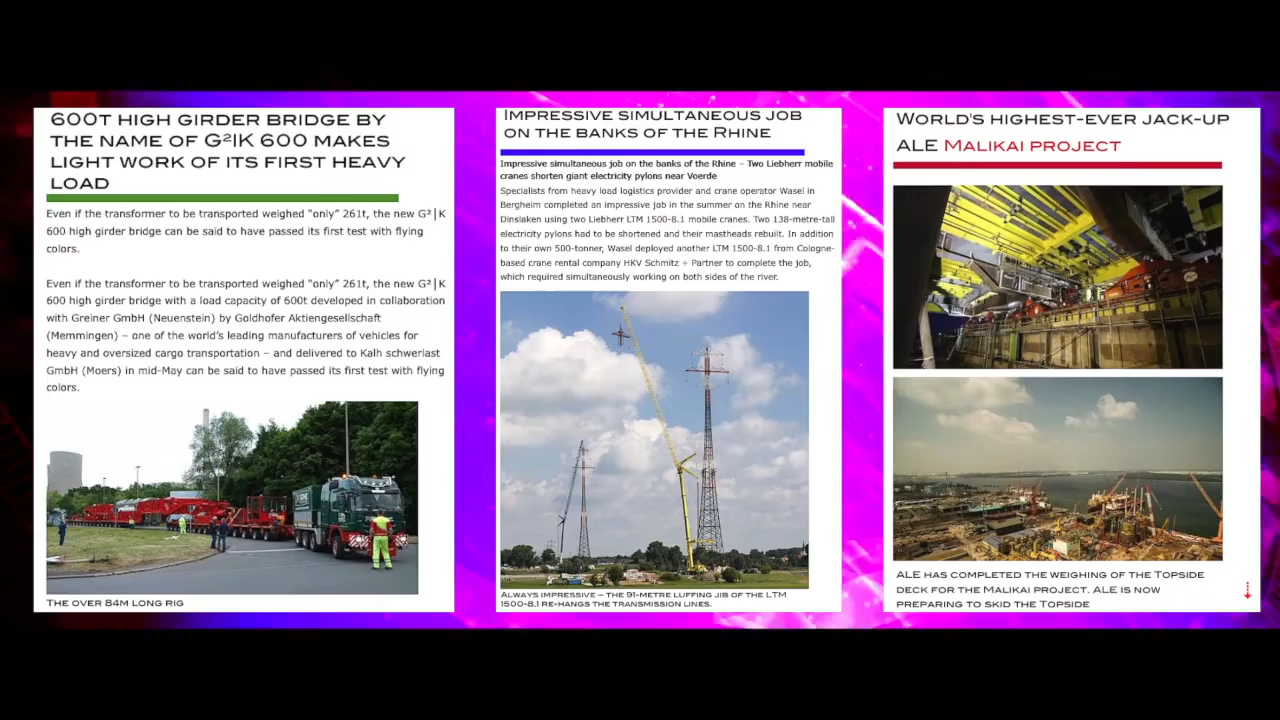 600T HIGH GIRDER BRIDGE BY
THE NAME OF G²IK 600 MAKES
LIGHT WORK OF ITS FIRST HEAVY
LOAD
Even if the transformer to be transported weighed “only” 261t, the new G²|K
600 high girder bridge can be said to have passed its first test with flying
colors.
Even if the transformer to be transported weighed “only” 261t, the new G²|K
600 high girder bridge with a load capacity of 600t developed in collaboration
with Greiner GmbH (Neuenstein) by Goldhofer Aktiengesellschaft
(Memmingen) – one of the world’s leading manufacturers of vehicles for
heavy and oversized cargo transportation – and delivered to Kalh schwerlast
GmbH (Moers) in mid-May can be said to have passed its first test with flying
colors.
THE OVER 84M LONG RIG
IMPRESSIVE SIMULTANEOUS JOB
ON THE BANKS OF THE RHINE
Impressive simultaneous job on the banks of the Rhine – Two Liebherr mobile
cranes shorten giant electricity pylons near Voerde
Specialists from heavy load logistics provider and crane operator Wasel in
Bergheim completed an impressive job in the summer on the Rhine near
Dinslaken using two Liebherr LTM 1500-8.1 mobile cranes. Two 138-metre-tall
electricity pylons had to be shortened and their mastheads rebuilt. In addition
to their own 500-tonner, Wasel deployed another LTM 1500-8.1 from Cologne-
based crane rental company HKV Schmitz + Partner to complete the job,
which required simultaneously working on both sides of the river.
ALWAYS IMPRESSIVE – THE 91-METRE LUFFING JIB OF THE LTM
1500-8.1 RE-HANGS THE TRANSMISSION LINES.
WORLD'S HIGHEST-EVER JACK-UP
ALE MALIKAI PROJECT
ALE HAS COMPLETED THE WEIGHING OF THE TOPSIDE
DECK FOR THE MALIKAI PROJECT. ALE IS NOW
PREPARING TO SKID THE TOPSIDE